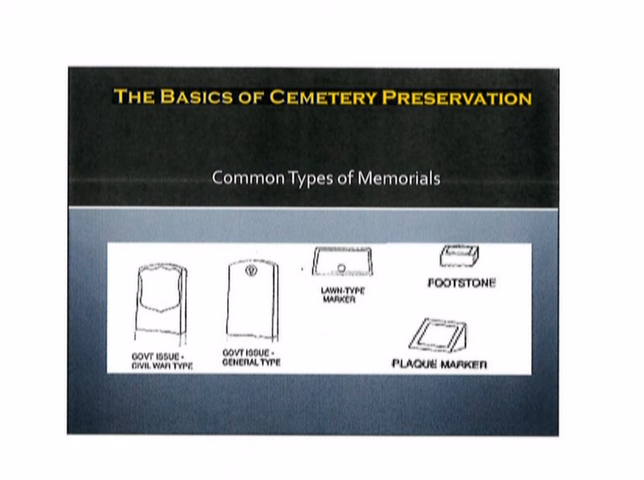 THE BASICS OF CEMETERY PRESERVATION
Common Types of Memorials
GOVT ISSUE -
CIVIL WAR TYPE
GOVT ISSUE -
GENERAL TYPE
LAWN-TYPE
MARKER
FOOTSTONE
PLAQUE MARKER